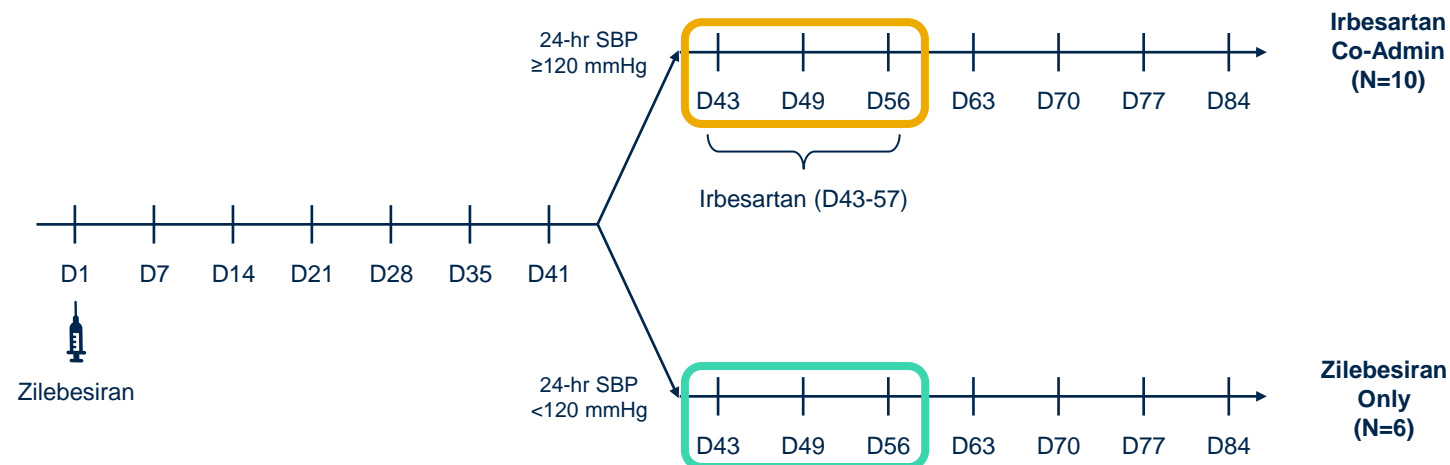 24-hr SBP
≥120 mmHg
D43 D49 D56 D63 D70 D77 D84
Irbesartan
Co-Admin
(N=10)
Irbesartan (D43-57)
D1 D7 D14 D21 D28 D35 D41
Zilebesiran
24-hr SBP
<120 mmHg
D43 D49 D56 D63 D70 D77 D84
Zilebesiran
Only
(N=6)